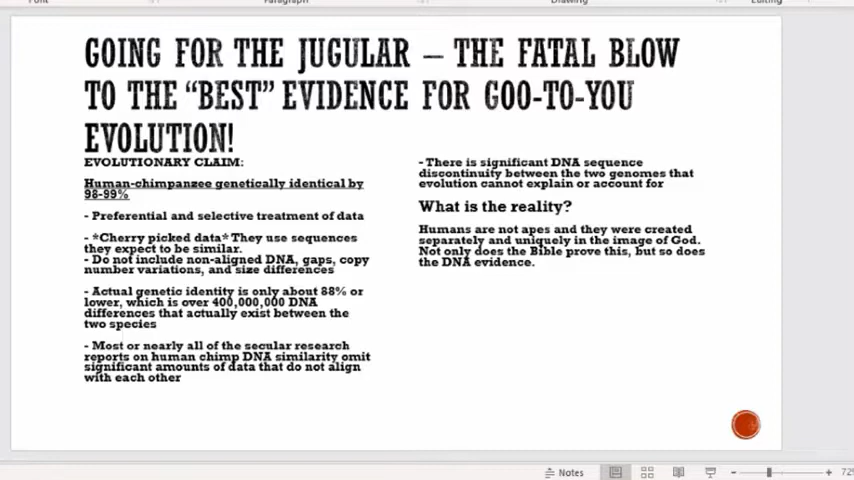 Font
Paragraph
Drawing
Editing
GOING FOR THE JUGULAR – THE FATAL BLOW
TO THE “BEST” EVIDENCE FOR GOO-TO-YOU
EVOLUTION!
EVOLUTIONARY CLAIM:
Human-chimpanzee genetically identical by
98-99%
- Preferential and selective treatment of data
- *Cherry picked data* They use sequences
they expect to be similar.
- Do not include non-aligned DNA, gaps, copy
number variations, and size differences
- Actual genetic identity is only about 88% or
lower, which is over 400,000,000 DNA
differences that actually exist between the
two species
- Most or nearly all of the secular research
reports on human chimp DNA similarity omit
significant amounts of data that do not align
with each other
- There is significant DNA sequence
discontinuity between the two genomes that
evolution cannot explain or account for
What is the reality?
Humans are not apes and they were created
separately and uniquely in the image of God.
Not only does the Bible prove this, but so does
the DNA evidence.
Notes